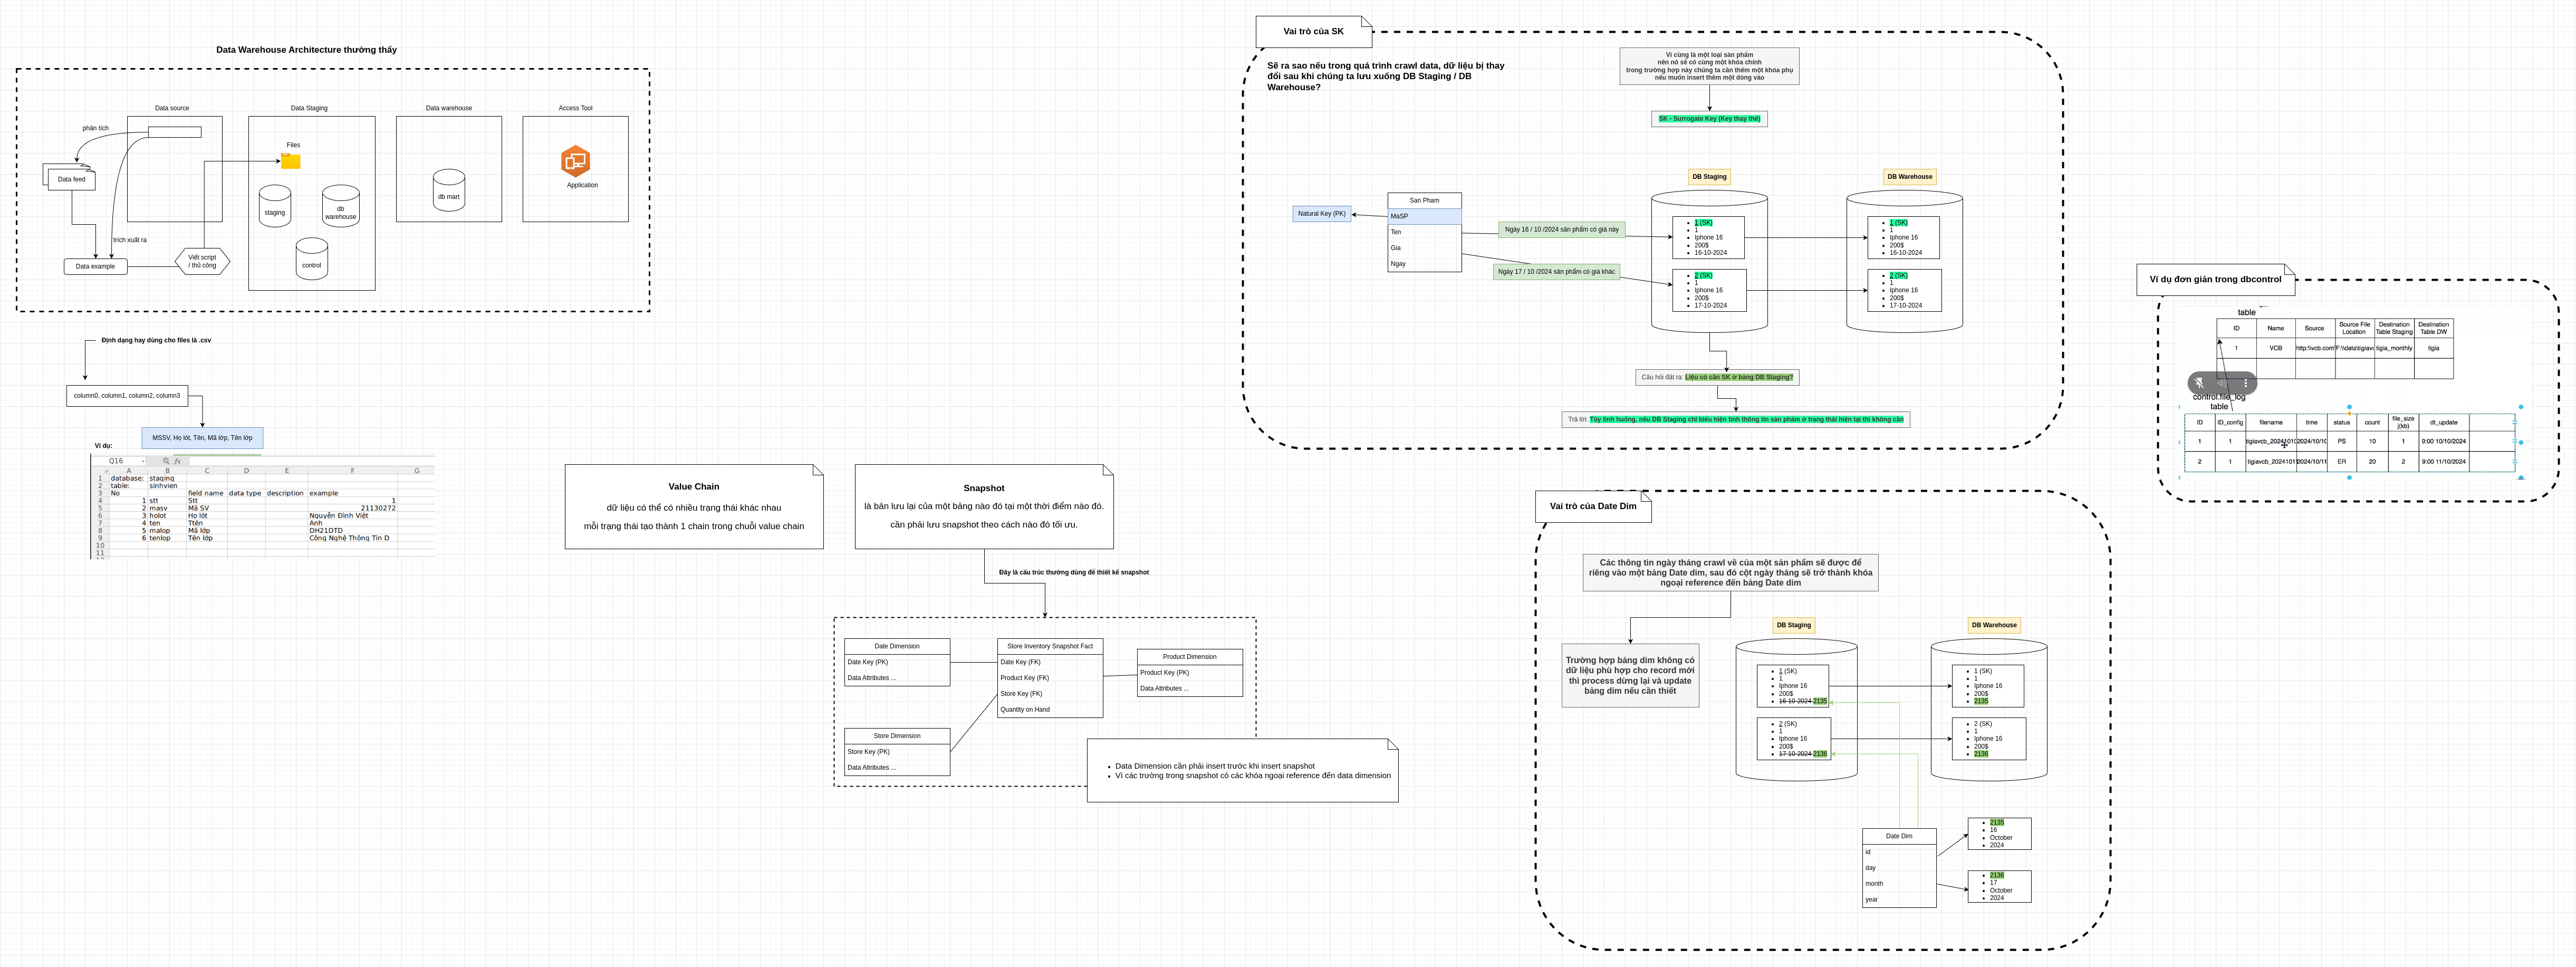 Data Warehouse Architecture thường thấy
Data source
Data Staging
Data warehouse
Access Tool
phân tích
Files
Data feed
staging
db
warehouse
control
db mart
Application
trích xuất ra
Data example
Viết script
/ thủ công
Định dạng hay dùng cho files là .csv
column0, column1, column2, column3
MSSV, Họ lót, Tên, Mã lớp, Tên lớp
Ví dụ:
Q16 fx
A B C D E F G
1 database: staging
2 table: sinhvien
3 No field name data type description example
4 1 stt Stt 1
5 2 masv Mã SV 21130272
6 3 holot Họ lót Nguyễn Đình Việt
7 4 ten Ttên Anh
8 5 malop Mã lớp DH21DTD
9 6 tenlop Tên lớp Công Nghệ Thông Tin D
10
11
Value Chain
dữ liệu có thể có nhiều trạng thái khác nhau
mỗi trạng thái tạo thành 1 chain trong chuỗi value chain
Snapshot
là bản lưu lại của một bảng nào đó tại một thời điểm nào đó.
cần phải lưu snapshot theo cách nào đó tối ưu.
Đây là cấu trúc thường dùng để thiết kế snapshot
Date Dimension
Date Key (PK)
Data Attributes ...
Store Inventory Snapshot Fact
Date Key (FK)
Product Key (FK)
Store Key (FK)
Quantity on Hand
Product Dimension
Product Key (PK)
Data Attributes ...
Store Dimension
Store Key (PK)
Data Attributes ...
Data Dimension cần phải insert trước khi insert snapshot
Vì các trường trong snapshot có các khóa ngoại reference đến data dimension
Vai trò của SK
Sẽ ra sao nếu trong quá trình crawl data, dữ liệu bị thay
đổi sau khi chúng ta lưu xuống DB Staging / DB
Warehouse?
Vì cùng là một loại sản phẩm
nên nó sẽ có cùng một khóa chính
trong trường hợp này chúng ta cần thêm một khóa phụ
nếu muốn insert thêm một dòng vào
SK - Surrogate Key (Key thay thế)
Natural Key (PK)
San Pham
MaSP
Ten
Gia
Ngay
Ngày 16 / 10 /2024 sản phẩm có giá này
Ngày 17 / 10 /2024 sản phẩm có giá khác
DB Staging
1 (SK)
1
Iphone 16
200$
16-10-2024
2 (SK)
1
Iphone 16
200$
17-10-2024
DB Warehouse
1 (SK)
1
Iphone 16
200$
16-10-2024
2 (SK)
1
Iphone 16
200$
17-10-2024
Câu hỏi đặt ra: Liệu có cần SK ở bảng DB Staging?
Trả lời: Tùy tình huống, nếu DB Staging chỉ biểu hiện tình thông tin sản phẩm ở trạng thái hiện tại thì không cần
Vai trò của Date Dim
Các thông tin ngày tháng crawl về của một sản phẩm sẽ được để
riêng vào một bảng Date dim, sau đó cột ngày tháng sẽ trở thành khóa
ngoại reference đến bảng Date dim
Trường hợp bảng dim không có
dữ liệu phù hợp cho record mới
thì process dừng lại và update
bảng dim nếu cần thiết
DB Staging
1 (SK)
1
Iphone 16
200$
16-10-2024 2135
2 (SK)
1
Iphone 16
200$
17-10-2024 2136
DB Warehouse
1 (SK)
1
Iphone 16
200$
2135
2 (SK)
1
Iphone 16
200$
2136
Date Dim
id
day
month
year
2135
16
October
2024
2136
17
October
2024
Ví dụ đơn giản trong dbcontrol
table
ID Name Source Source File Location Destination Table Staging Destination Table DW
1 VCB tigia_monthly tigia
control.file_log
table
ID ID_config filename time status count file_size dt_update
1 1 PS 10 1 9:00 10/10/2024
2 1 ER 20 2 9:00 11/10/2024